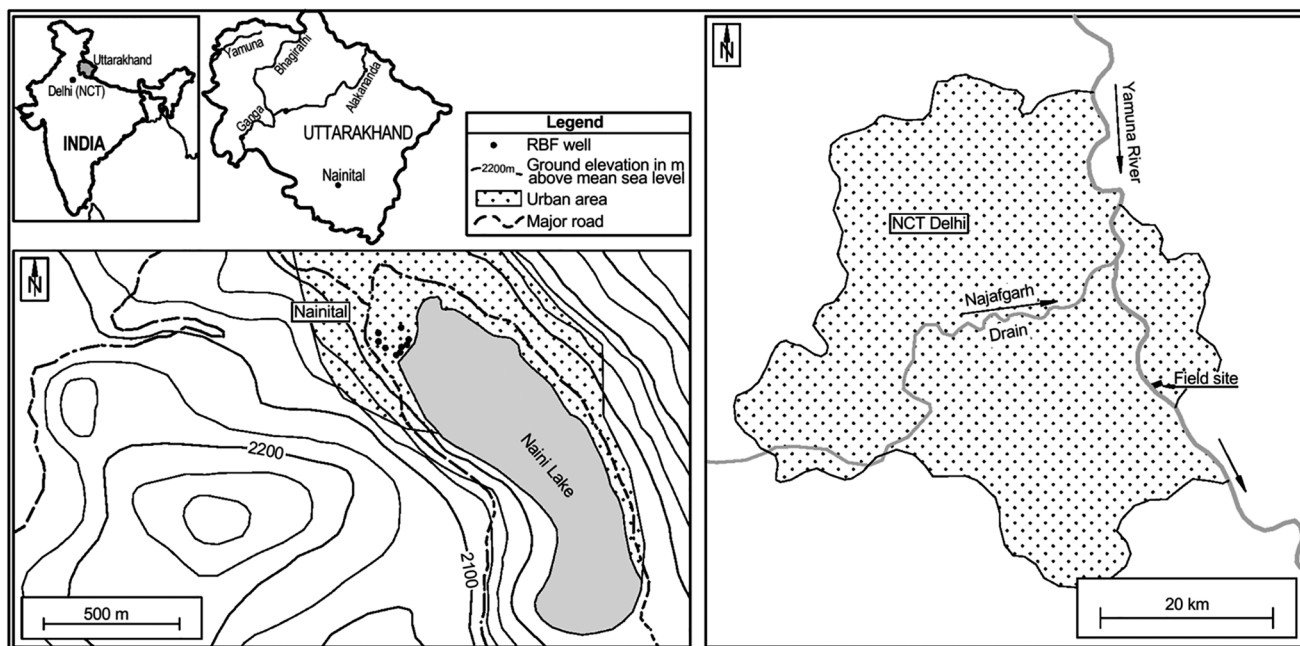 Uttarakhand
Delhi (NCT)
INDIA
Yamuna
Bhagirathi
Alakananda
Ganga
UTTARAKHAND
Nainital
Legend
RBF well
2200m
Ground elevation in m
above mean sea level
Urban area
Major road
N
Nainital
Naini Lake
2200
2100
500 m
N
Yamuna River
NCT Delhi
Najafgarh
Drain
Field site
20 km